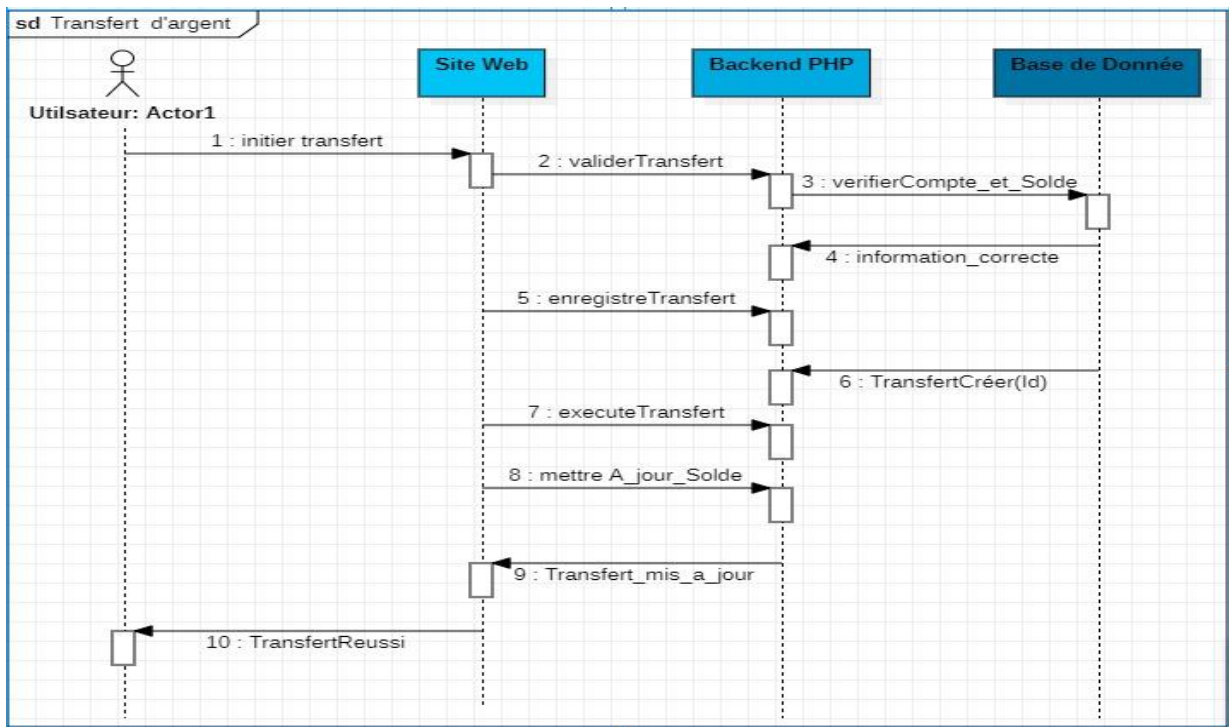 sd Transfert d'argent
Site Web
Backend PHP
Base de Donnée
Utilsateur: Actor1
1 : initier transfert
2 : validerTransfert
3 : verifierCompte_et_Solde
4 : information_correcte
5 : enregistreTransfert
6 : TransfertCréer(Id)
7 : executeTransfert
8 : mettre A_jour_Solde
9 : Transfert_mis_a_jour
10 : TransfertReussi